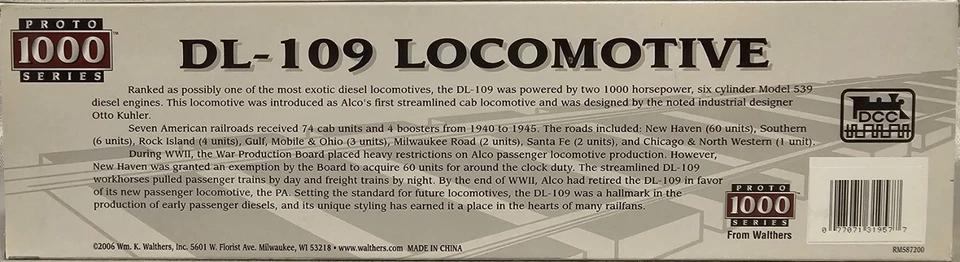 PROTO
1000
SERIES
DL-109 LOCOMOTIVE
Ranked as possibly one of the most exotic diesel locomotives, the DL-109 was powered by two 1000 horsepower, six cylinder Model 539
diesel engines. This locomotive was introduced as Alco's first streamlined cab locomotive and was designed by the noted industrial designer
Otto Kuhler.
Seven American railroads received 74 cab units and 4 boosters from 1940 to 1945. The roads included: New Haven (60 units), Southern
(6 units), Rock Island (4 units), Gulf, Mobile & Ohio (3 units), Milwaukee Road (2 units), Santa Fe (2 units), and Chicago & North Western (1 unit).
During WWII, the War Production Board placed heavy restrictions on Alco passenger locomotive production. However,
New Haven was granted an exemption by the Board to acquire 60 units for around the clock duty. The streamlined DL-109
workhorses pulled passenger trains by day and freight trains by night. By the end of WWII, Alco had retired the DL-109 in favor
of its new passenger locomotive, the PA. Setting the standard for future locomotives, the DL-109 was a hallmark in the
production of early passenger diesels, and its unique styling has earned it a place in the hearts of many railfans.
DCC
PROTO
1000
SERIES
From Walthers
0 77071 31957 7
©2006 Wm. K. Walthers, Inc. 5601 W. Florist Ave. Milwaukee, WI 53218 • www.walthers.com MADE IN CHINA
RM587200